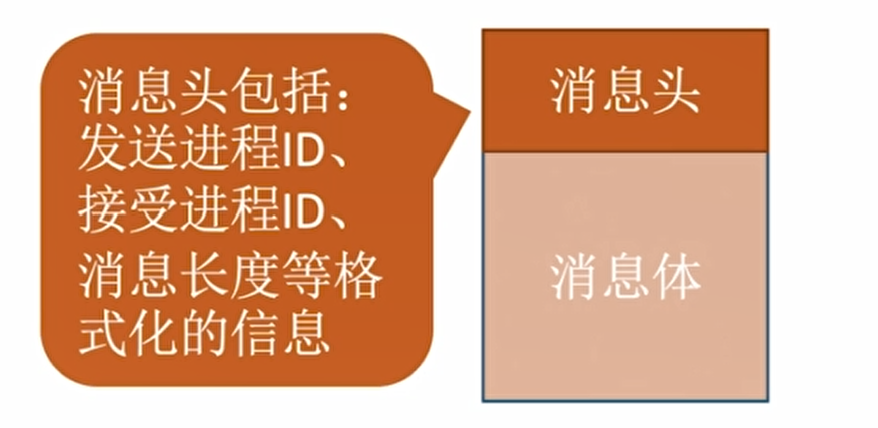 消息头包括：
发送进程ID、
接受进程ID、
消息长度等格
式化的信息
消息头
消息体